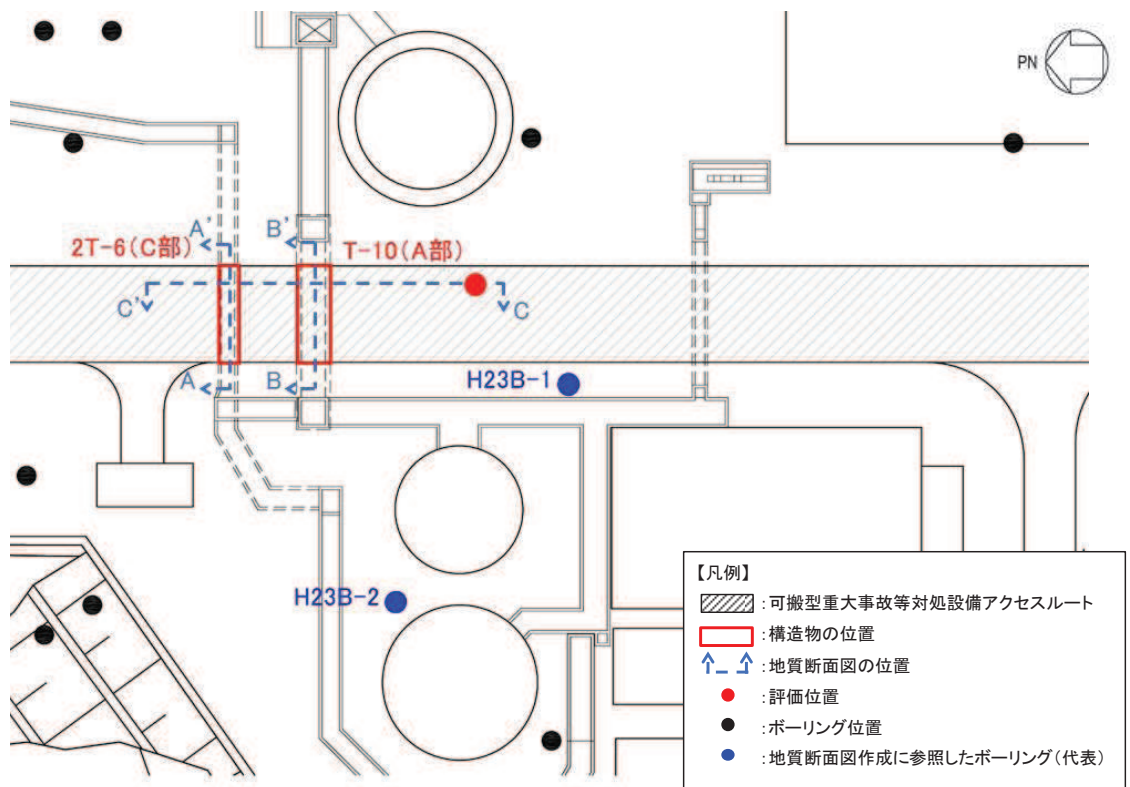 PN
A'
B'
2T-6(C部)
T-10(A部)
C'
C
A
B
H23B-1
H23B-2
【凡例】
:可搬型重大事故等対処設備アクセスルート
:構造物の位置
:地質断面図の位置
:評価位置
:ボーリング位置
:地質断面図作成に参照したボーリング(代表)